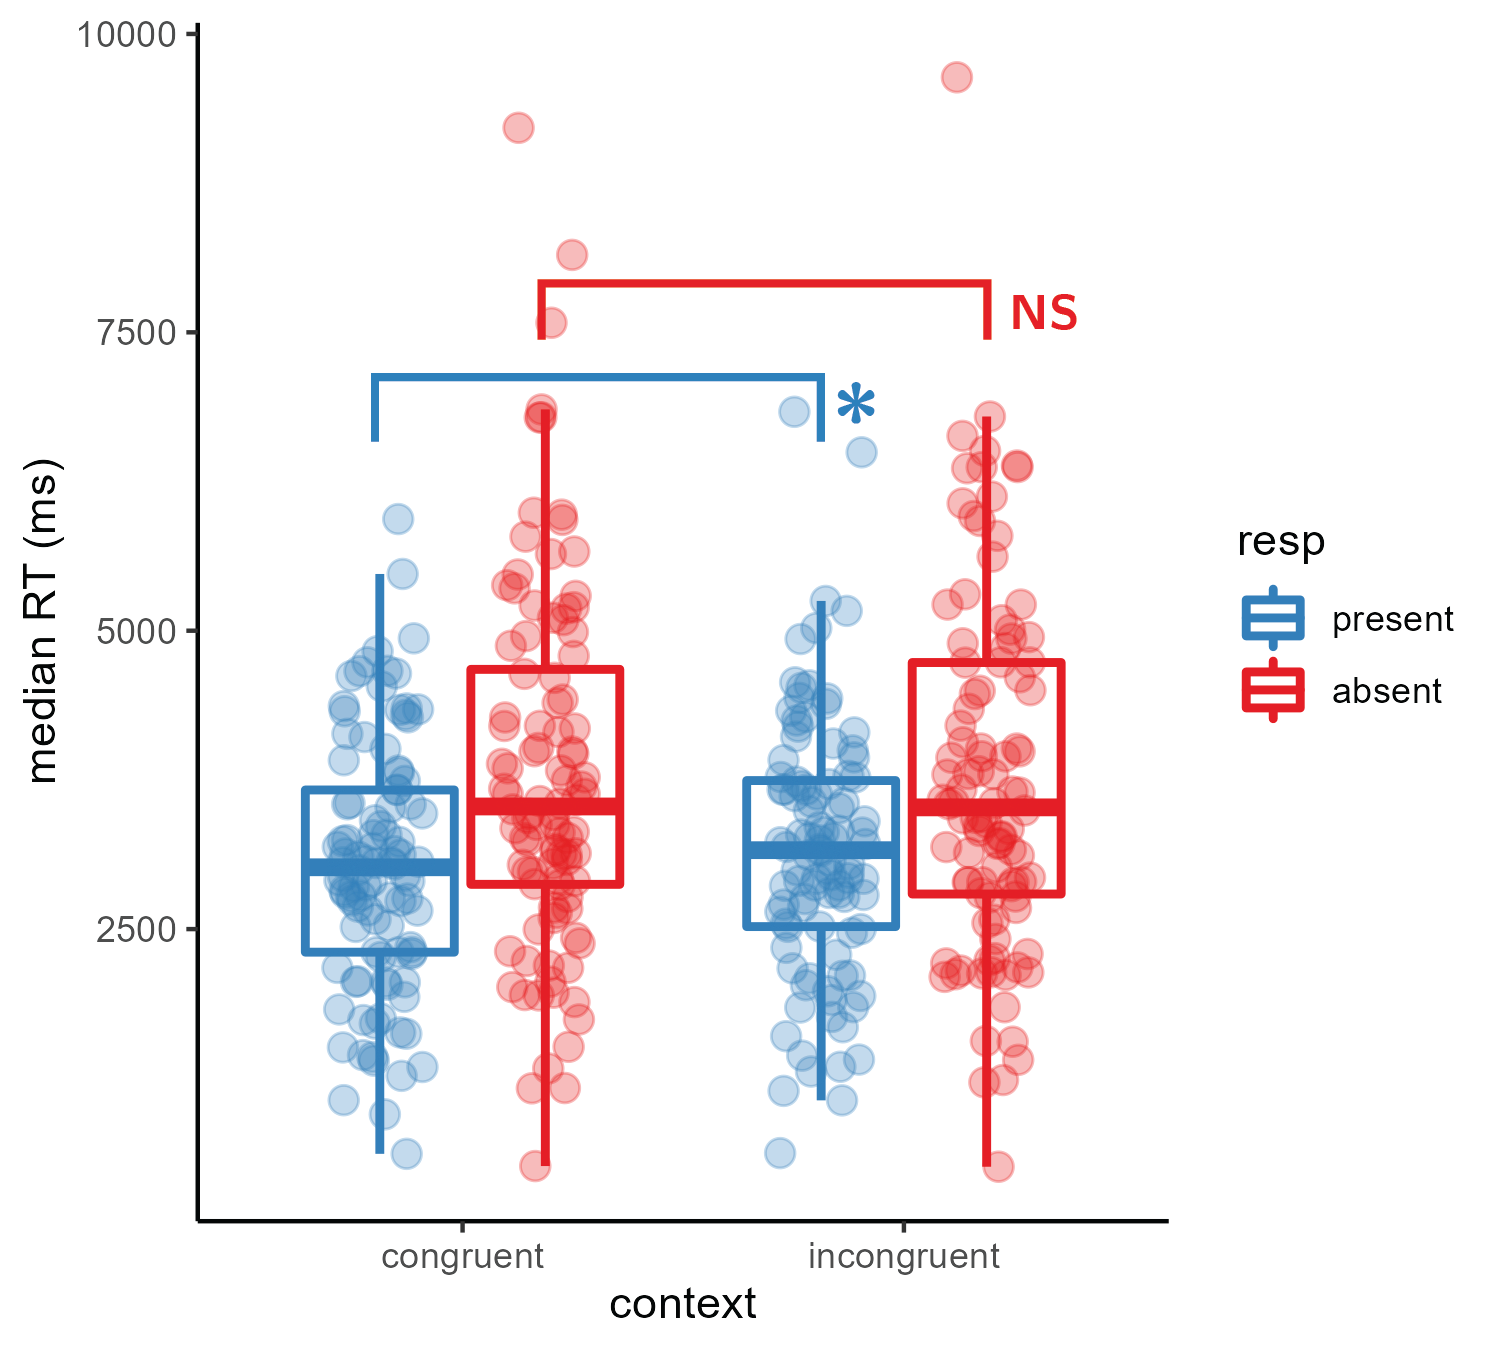 10000
7500
5000
2500
median RT (ms)
NS
*
congruent
incongruent
context
resp
present
absent